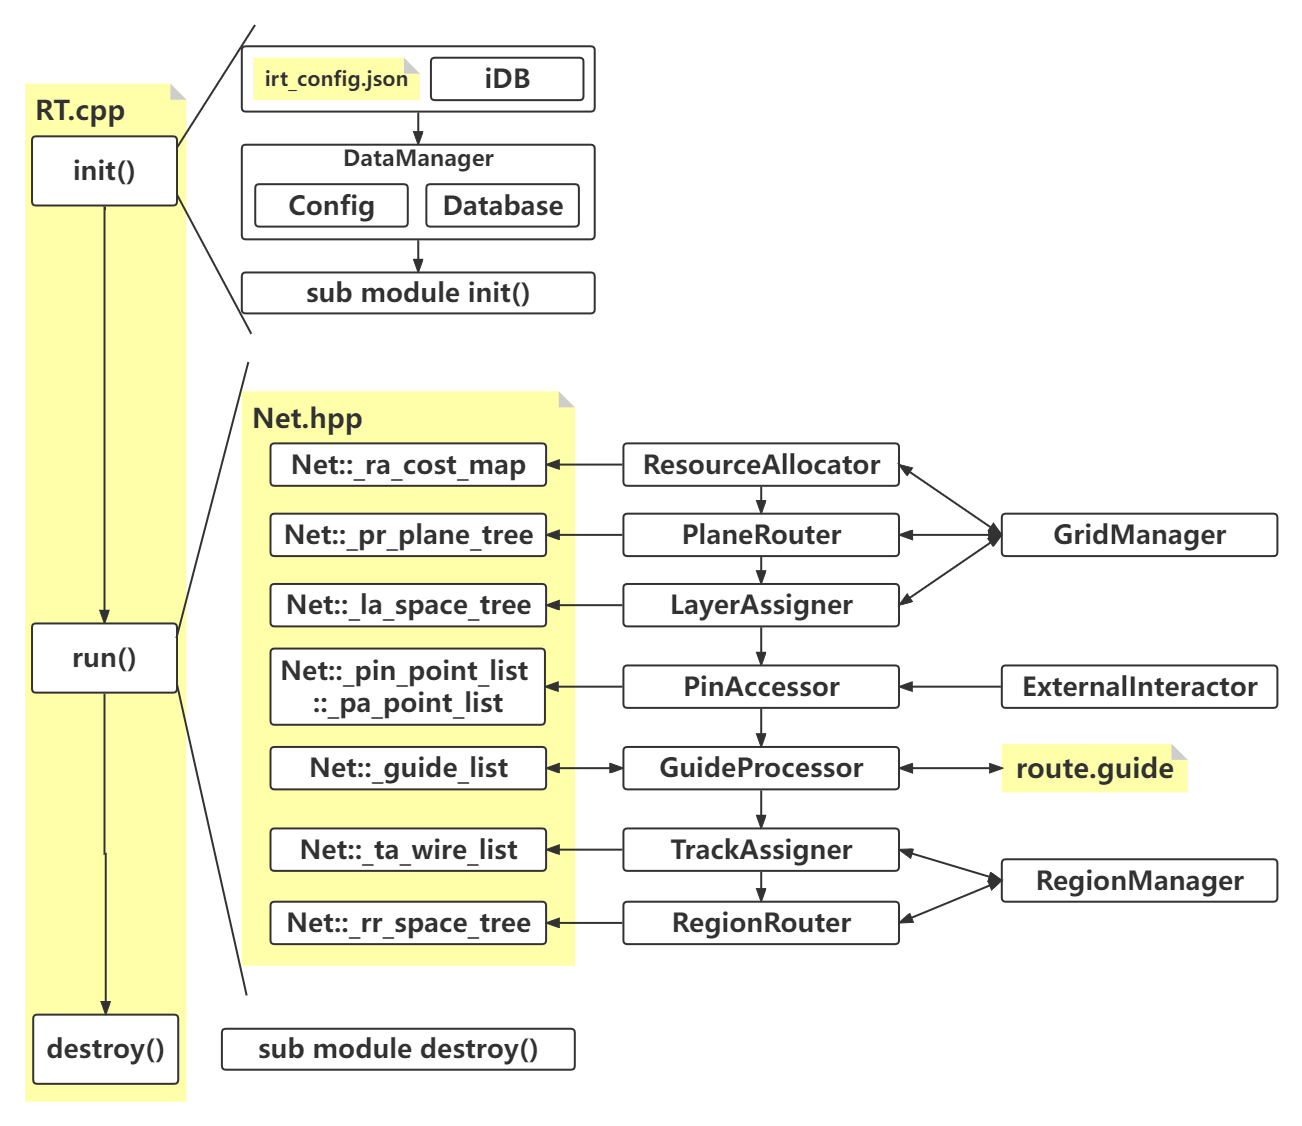 RT.cpp
init()
run()
destroy()
irt_config.json
iDB
DataManager
Config
Database
sub module init()
Net.hpp
Net::_ra_cost_map
ResourceAllocator
Net::_pr_plane_tree
PlaneRouter
GridManager
Net::_la_space_tree
LayerAssigner
Net::_pin_point_list
::_pa_point_list
PinAccessor
ExternalInteractor
Net::_guide_list
GuideProcessor
route.guide
Net::_ta_wire_list
TrackAssigner
RegionManager
Net::_rr_space_tree
RegionRouter
sub module destroy()